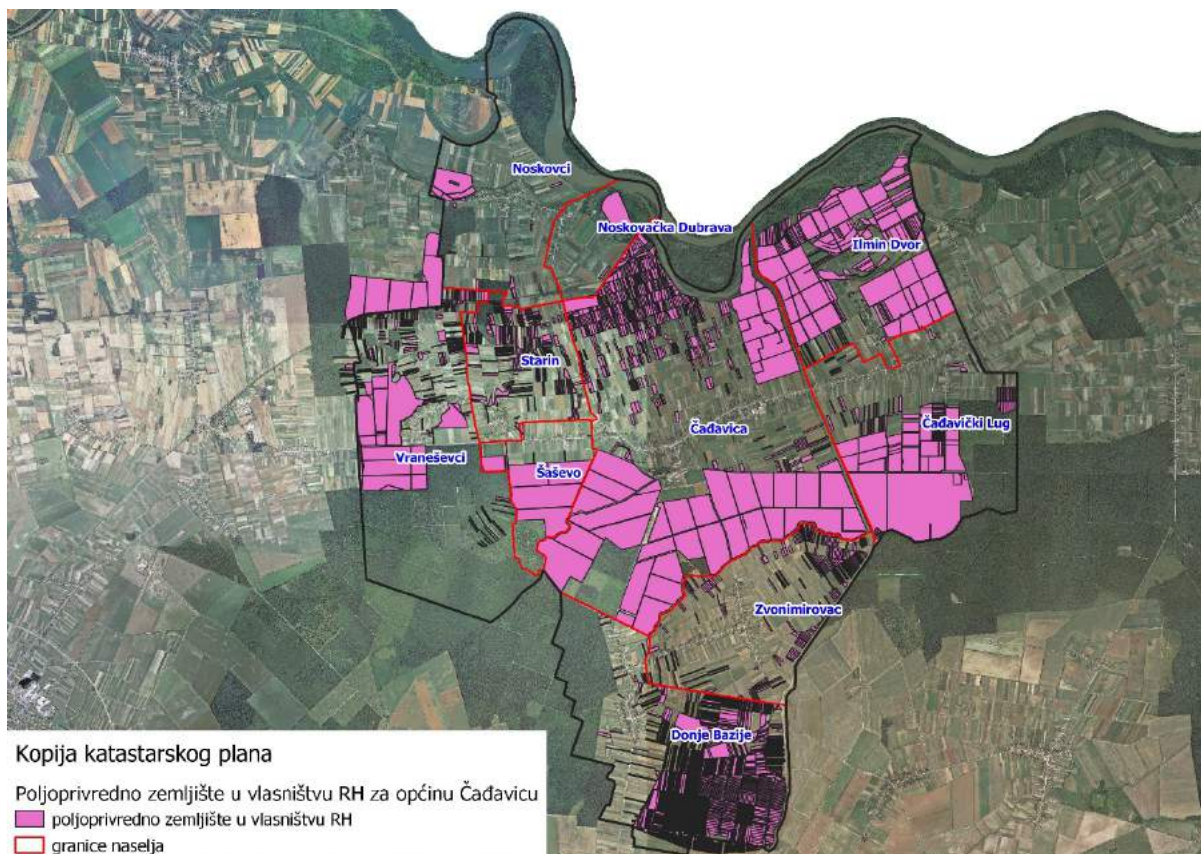 Noskovci
Noskovačka Dubrava
Ilmin Dvor
Starin
Čađavica
Čađavički Lug
Vraneševci
Šaševo
Zvonimirovac
Donje Bazije
Kopija katastarskog plana
Poljoprivredno zemljište u vlasništvu RH za općinu Čađavicu
poljoprivredno zemljište u vlasništvu RH
granice naselja